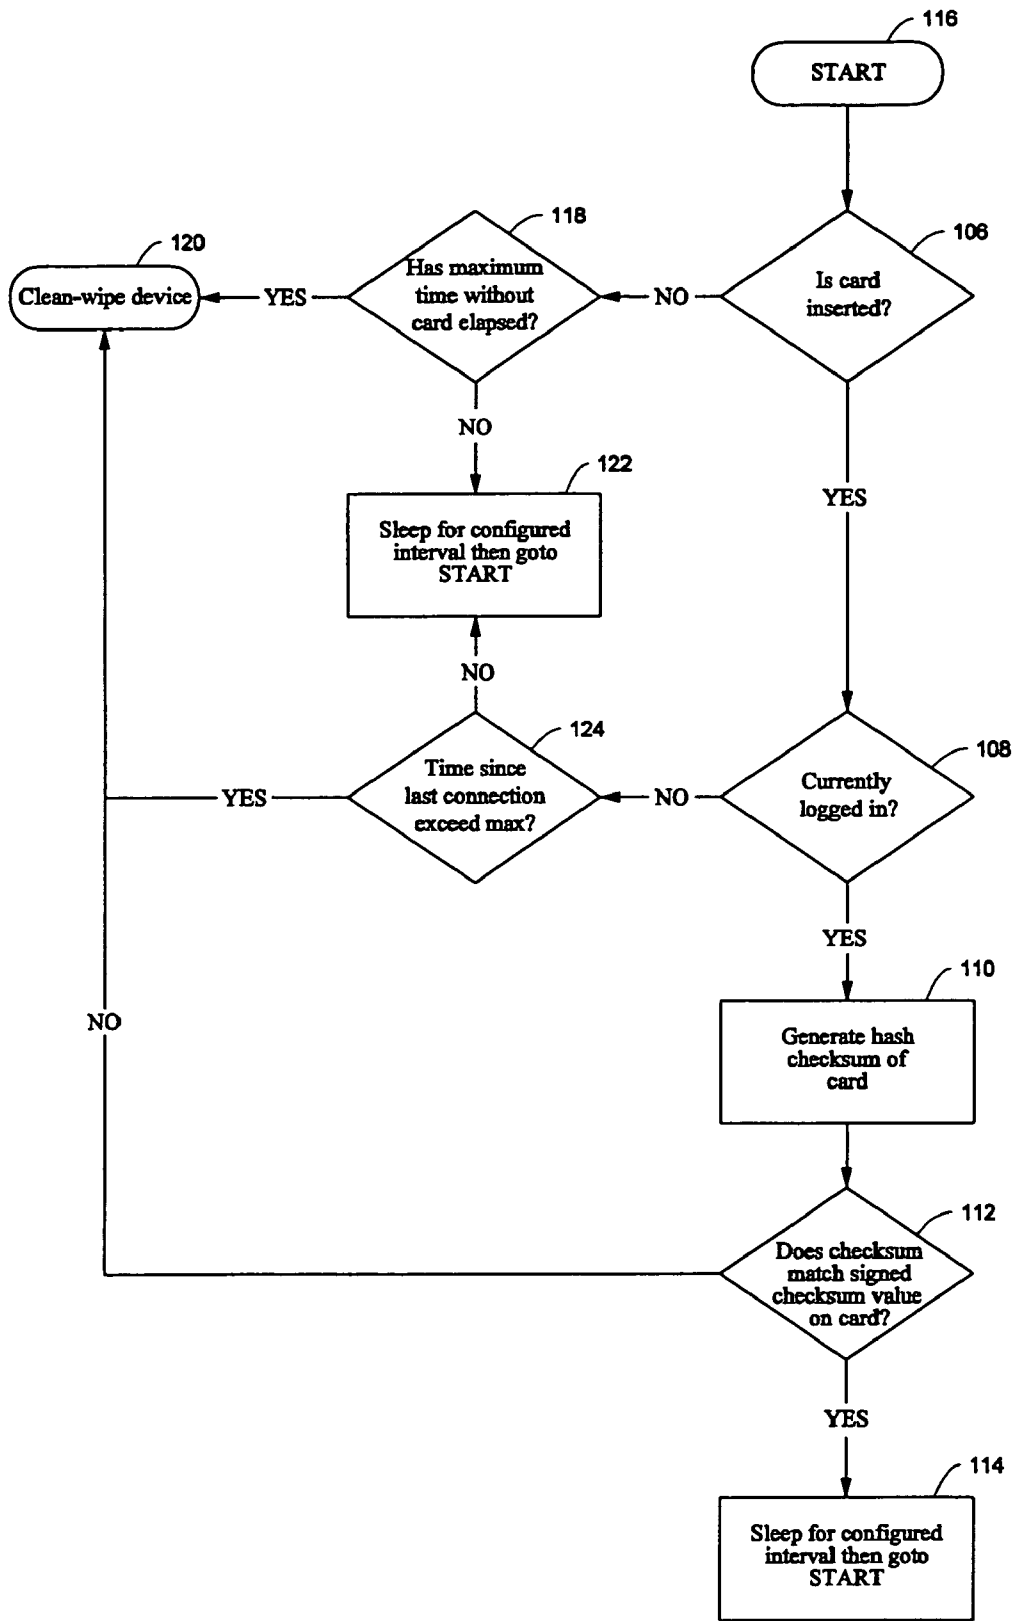 116
START
118
106
120
Has maximum
time without
card elapsed?
Is card
inserted?
Clean-wipe device
YES
NO
NO
122
YES
Sleep for configured
interval then goto
START
NO
124
108
Time since
last connection
exceed max?
Currently
logged in?
YES
NO
YES
110
NO
Generate hash
checksum of
card
112
Does checksum
match signed
checksum value
on card?
YES
114
Sleep for configured
interval then goto
START